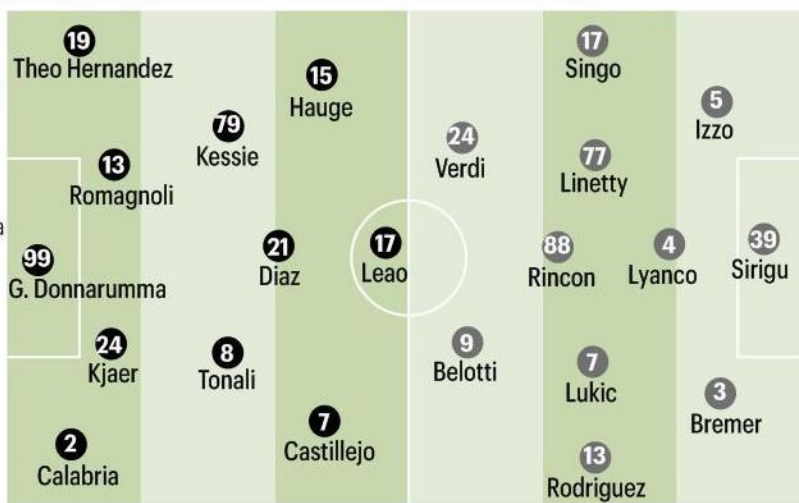 19
Theo Hernandez
13
Romagnoli
99
G. Donnarumma
24
Kjaer
2
Calabria
79
Kessie
8
Tonali
15
Hauge
21
Diaz
7
Castillejo
17
Leao
24
Verdi
9
Belotti
17
Singo
77
Linetty
88
Rincon
7
Lukic
13
Rodriguez
5
Izzo
4
Lyanco
3
Bremer
39
Sirigu
a